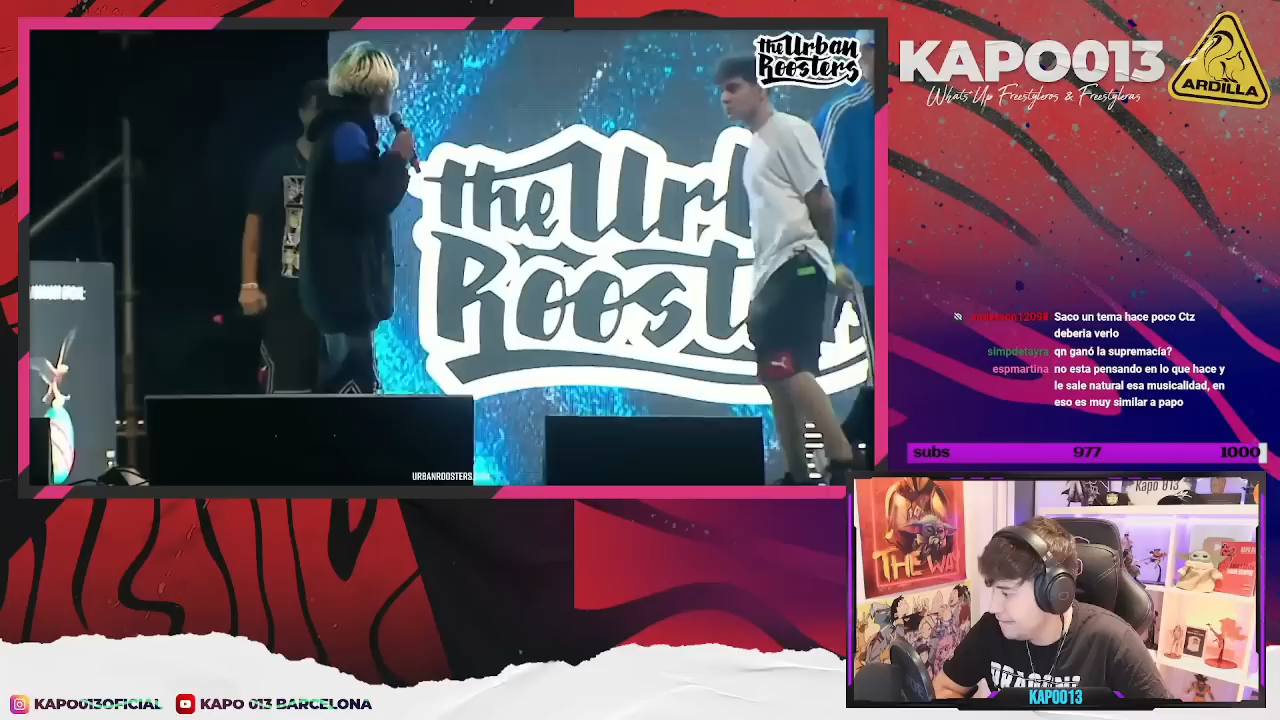 the Urban
Roosters
the Urb
Roost
URBANROOSTERS.
KAPO013
Whats Up Freestyleros & Freestyleras
ARDILLA
Saco un tema hace poco Ctz
deberia verlo
simpdetayra qn ganó la supremacía?
espmartina no esta pensando en lo que hace y
le sale natural esa musicalidad, en
eso es muy similar a papo
subs 977 1000
Kapo 013
THE WAY
KAPO013
KAPO013OFICIAL KAPO 013 BARCELONA